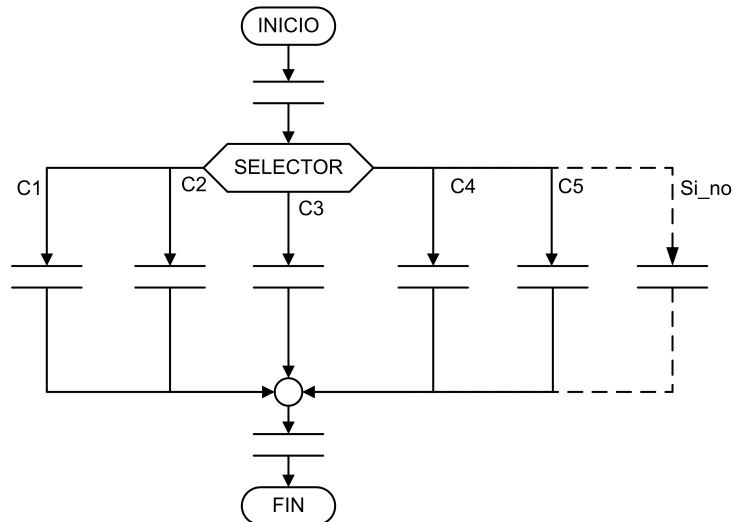 INICIO
SELECTOR
C1
C2
C3
C4
C5
Si_no
FIN